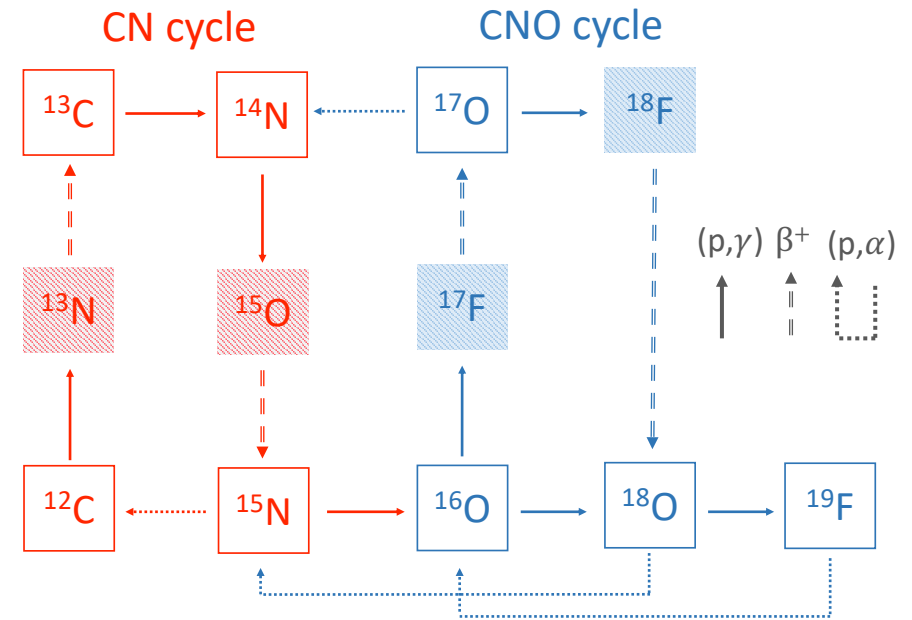 CN cycle
CNO cycle
¹³C
¹⁴N
¹⁷O
¹⁸F
(p,γ) β⁺ (p,α)
¹³N
¹⁵O
¹⁷F
¹²C
¹⁵N
¹⁶O
¹⁸O
¹⁹F